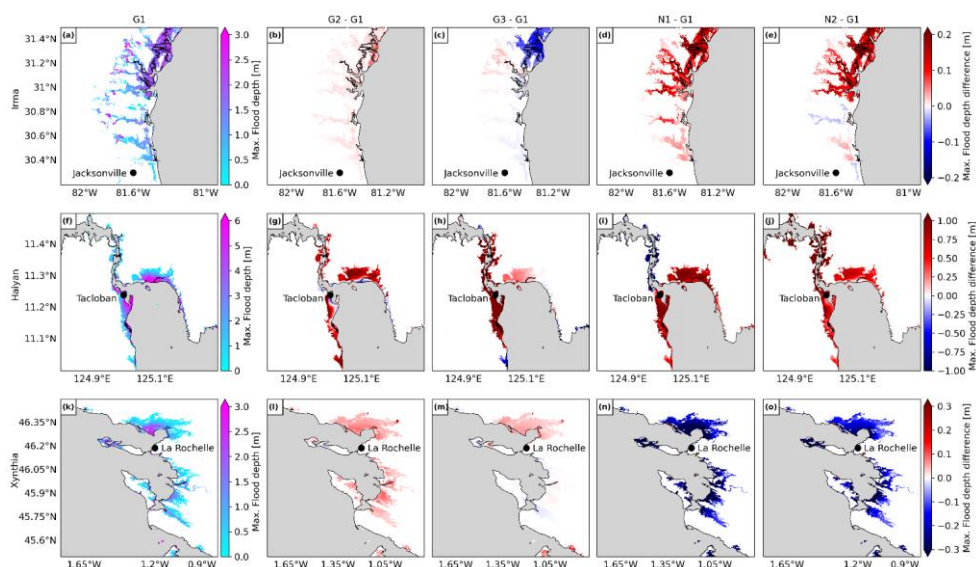 G1 G2 - G1 G3 - G1 N1 - G1 N2 - G1
Irma
31.4°N
31.2°N
31.0°N
30.8°N
30.6°N
30.4°N
(a) (b) (c) (d) (e)
Jacksonville Jacksonville Jacksonville Jacksonville Jacksonville
82°W 81.6°W 81°W 82°W 81.6°W 81.2°W 82°W 81.6°W 81.2°W 82°W 81.6°W 81.2°W 82°W 81.6°W 81°W
3.0
2.5
2.0
1.5
1.0
0.5
0.0
Max. Flood depth [m]
0.2
0.1
0.0
−0.1
−0.2
Max. Flood depth difference [m]
Haiyan
11.4°N
11.3°N
11.2°N
11.1°N
(f) (g) (h) (i) (j)
Tacloban Tacloban Tacloban Tacloban Tacloban
124.9°E 125.1°E 124.9°E 125.1°E 124.9°E 125.1°E 124.9°E 125.1°E 124.9°E 125.1°E
6
5
4
3
2
1
0
Max. Flood depth [m]
1.00
0.75
0.50
0.25
0.00
−0.25
−0.50
−0.75
−1.00
Max. Flood depth difference [m]
Xynthia
46.35°N
46.2°N
46.05°N
45.9°N
45.75°N
45.6°N
(k) (l) (m) (n) (o)
La Rochelle La Rochelle La Rochelle La Rochelle La Rochelle
1.65°W 1.2°W 0.9°W 1.65°W 1.35°W 1.05°W 1.65°W 1.35°W 1.05°W 1.65°W 1.35°W 1.05°W 1.65°W 1.2°W 0.9°W
3.0
2.5
2.0
1.5
1.0
0.5
0.0
Max. Flood depth [m]
0.3
0.2
0.1
0.0
−0.1
−0.2
−0.3
Max. Flood depth difference [m]